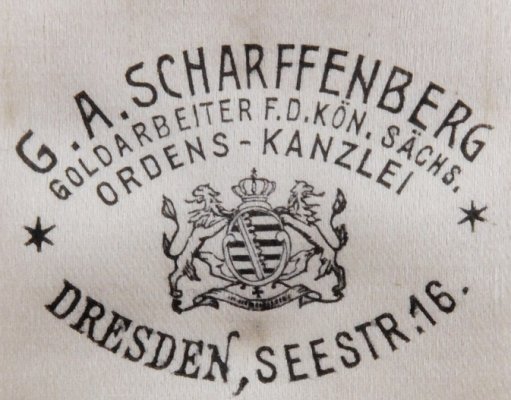 G. A. SCHARFFENBERG
GOLDARBEITER F. D. KÖN. SÄCHS.
ORDENS-KANZLEI
DRESDEN, SEESTR. 16.